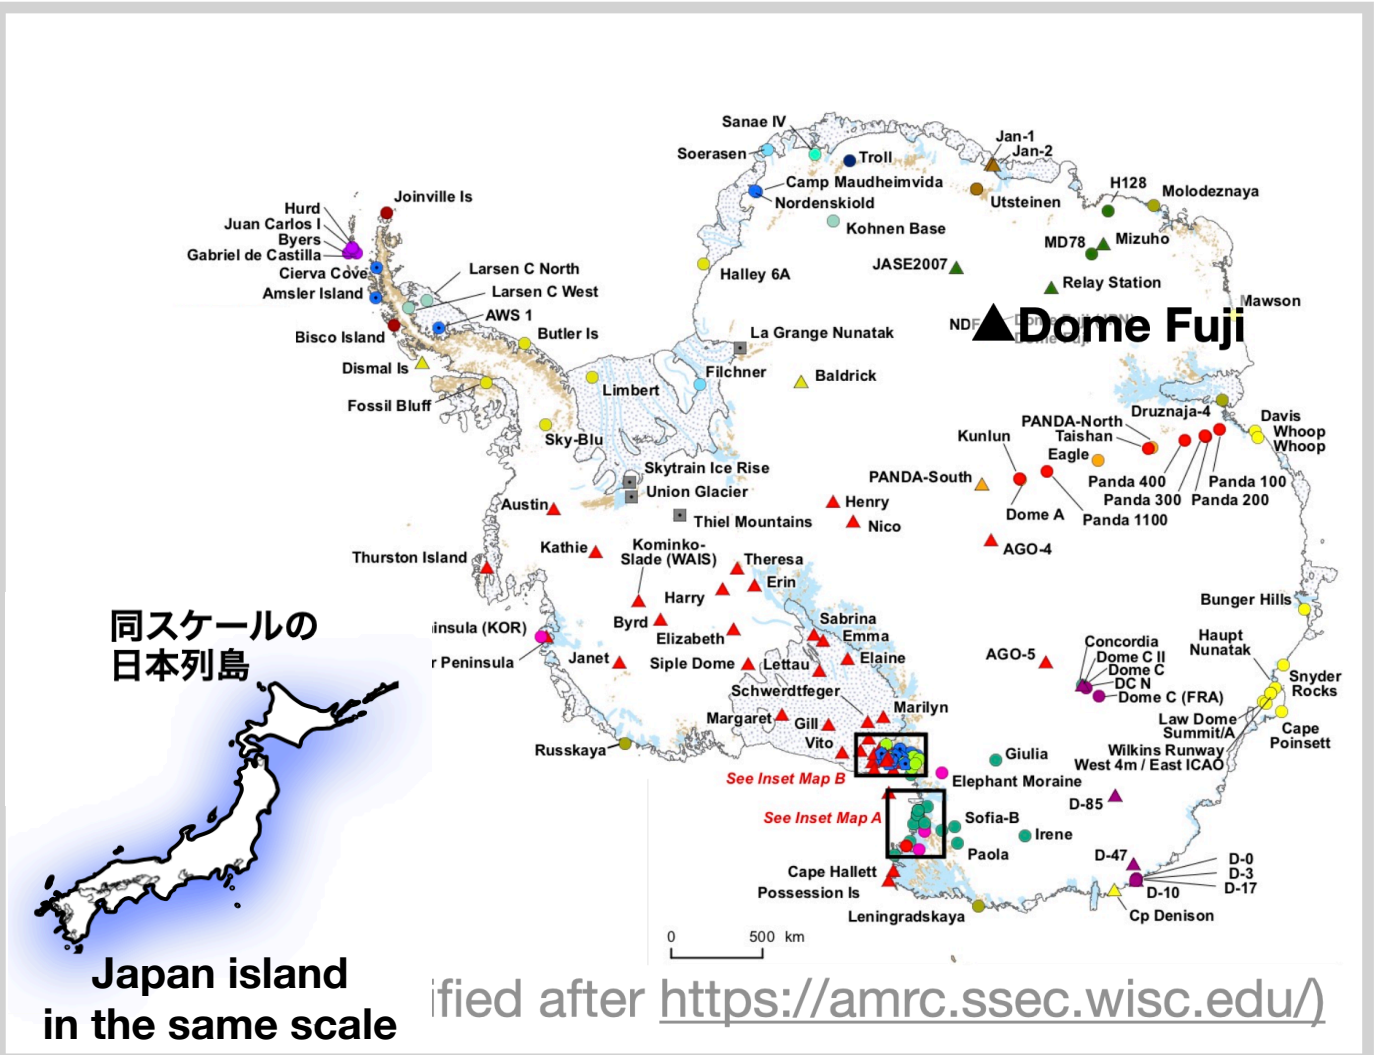 Sanae IV
Soerasen
Troll
Jan-1
Jan-2
Camp Maudheimvida
Nordenskiold
Utsteinen
H128
Molodeznaya
Joinville Is
Hurd
Juan Carlos I
Byers
Gabriel de Castilla
Cierva Cove
Amsler Island
Kohnen Base
MD78
Mizuho
JASE2007
Halley 6A
Larsen C North
Larsen C West
AWS 1
Relay Station
Mawson
Bisco Island
Butler Is
La Grange Nunatak
NDF
Dome Fuji
Dismal Is
Fossil Bluff
Limbert
Filchner
Baldrick
Sky-Blu
Druznaja-4
PANDA-North
Taishan
Eagle
Kunlun
Davis
Whoop
Whoop
Skytrain Ice Rise
Union Glacier
PANDA-South
Panda 400
Panda 300
Panda 100
Panda 200
Dome A
Panda 1100
Austin
Thiel Mountains
Henry
Nico
Kathie
Kominko-
Slade (WAIS)
Theresa
AGO-4
Thurston Island
Harry
Erin
Bunger Hills
同スケールの
日本列島
insula (KOR)
r Peninsula
Byrd
Elizabeth
Sabrina
Emma
Janet
Siple Dome
Lettau
Elaine
AGO-5
Concordia
Dome C II
Dome C
DC N
Dome C (FRA)
Haupt
Nunatak
Snyder
Rocks
Schwerdtfeger
Marilyn
Margaret
Gill
Vito
Law Dome
Summit/A
Cape
Poinsett
Russkaya
Wilkins Runway
West 4m / East ICAO
Giulia
See Inset Map B
Elephant Moraine
D-85
See Inset Map A
Sofia-B
Irene
Paola
D-47
D-0
D-3
D-17
D-10
Cape Hallett
Possession Is
Leningradskaya
Cp Denison
0 500 km
Japan island
in the same scale
ified after https://amrc.ssec.wisc.edu/)